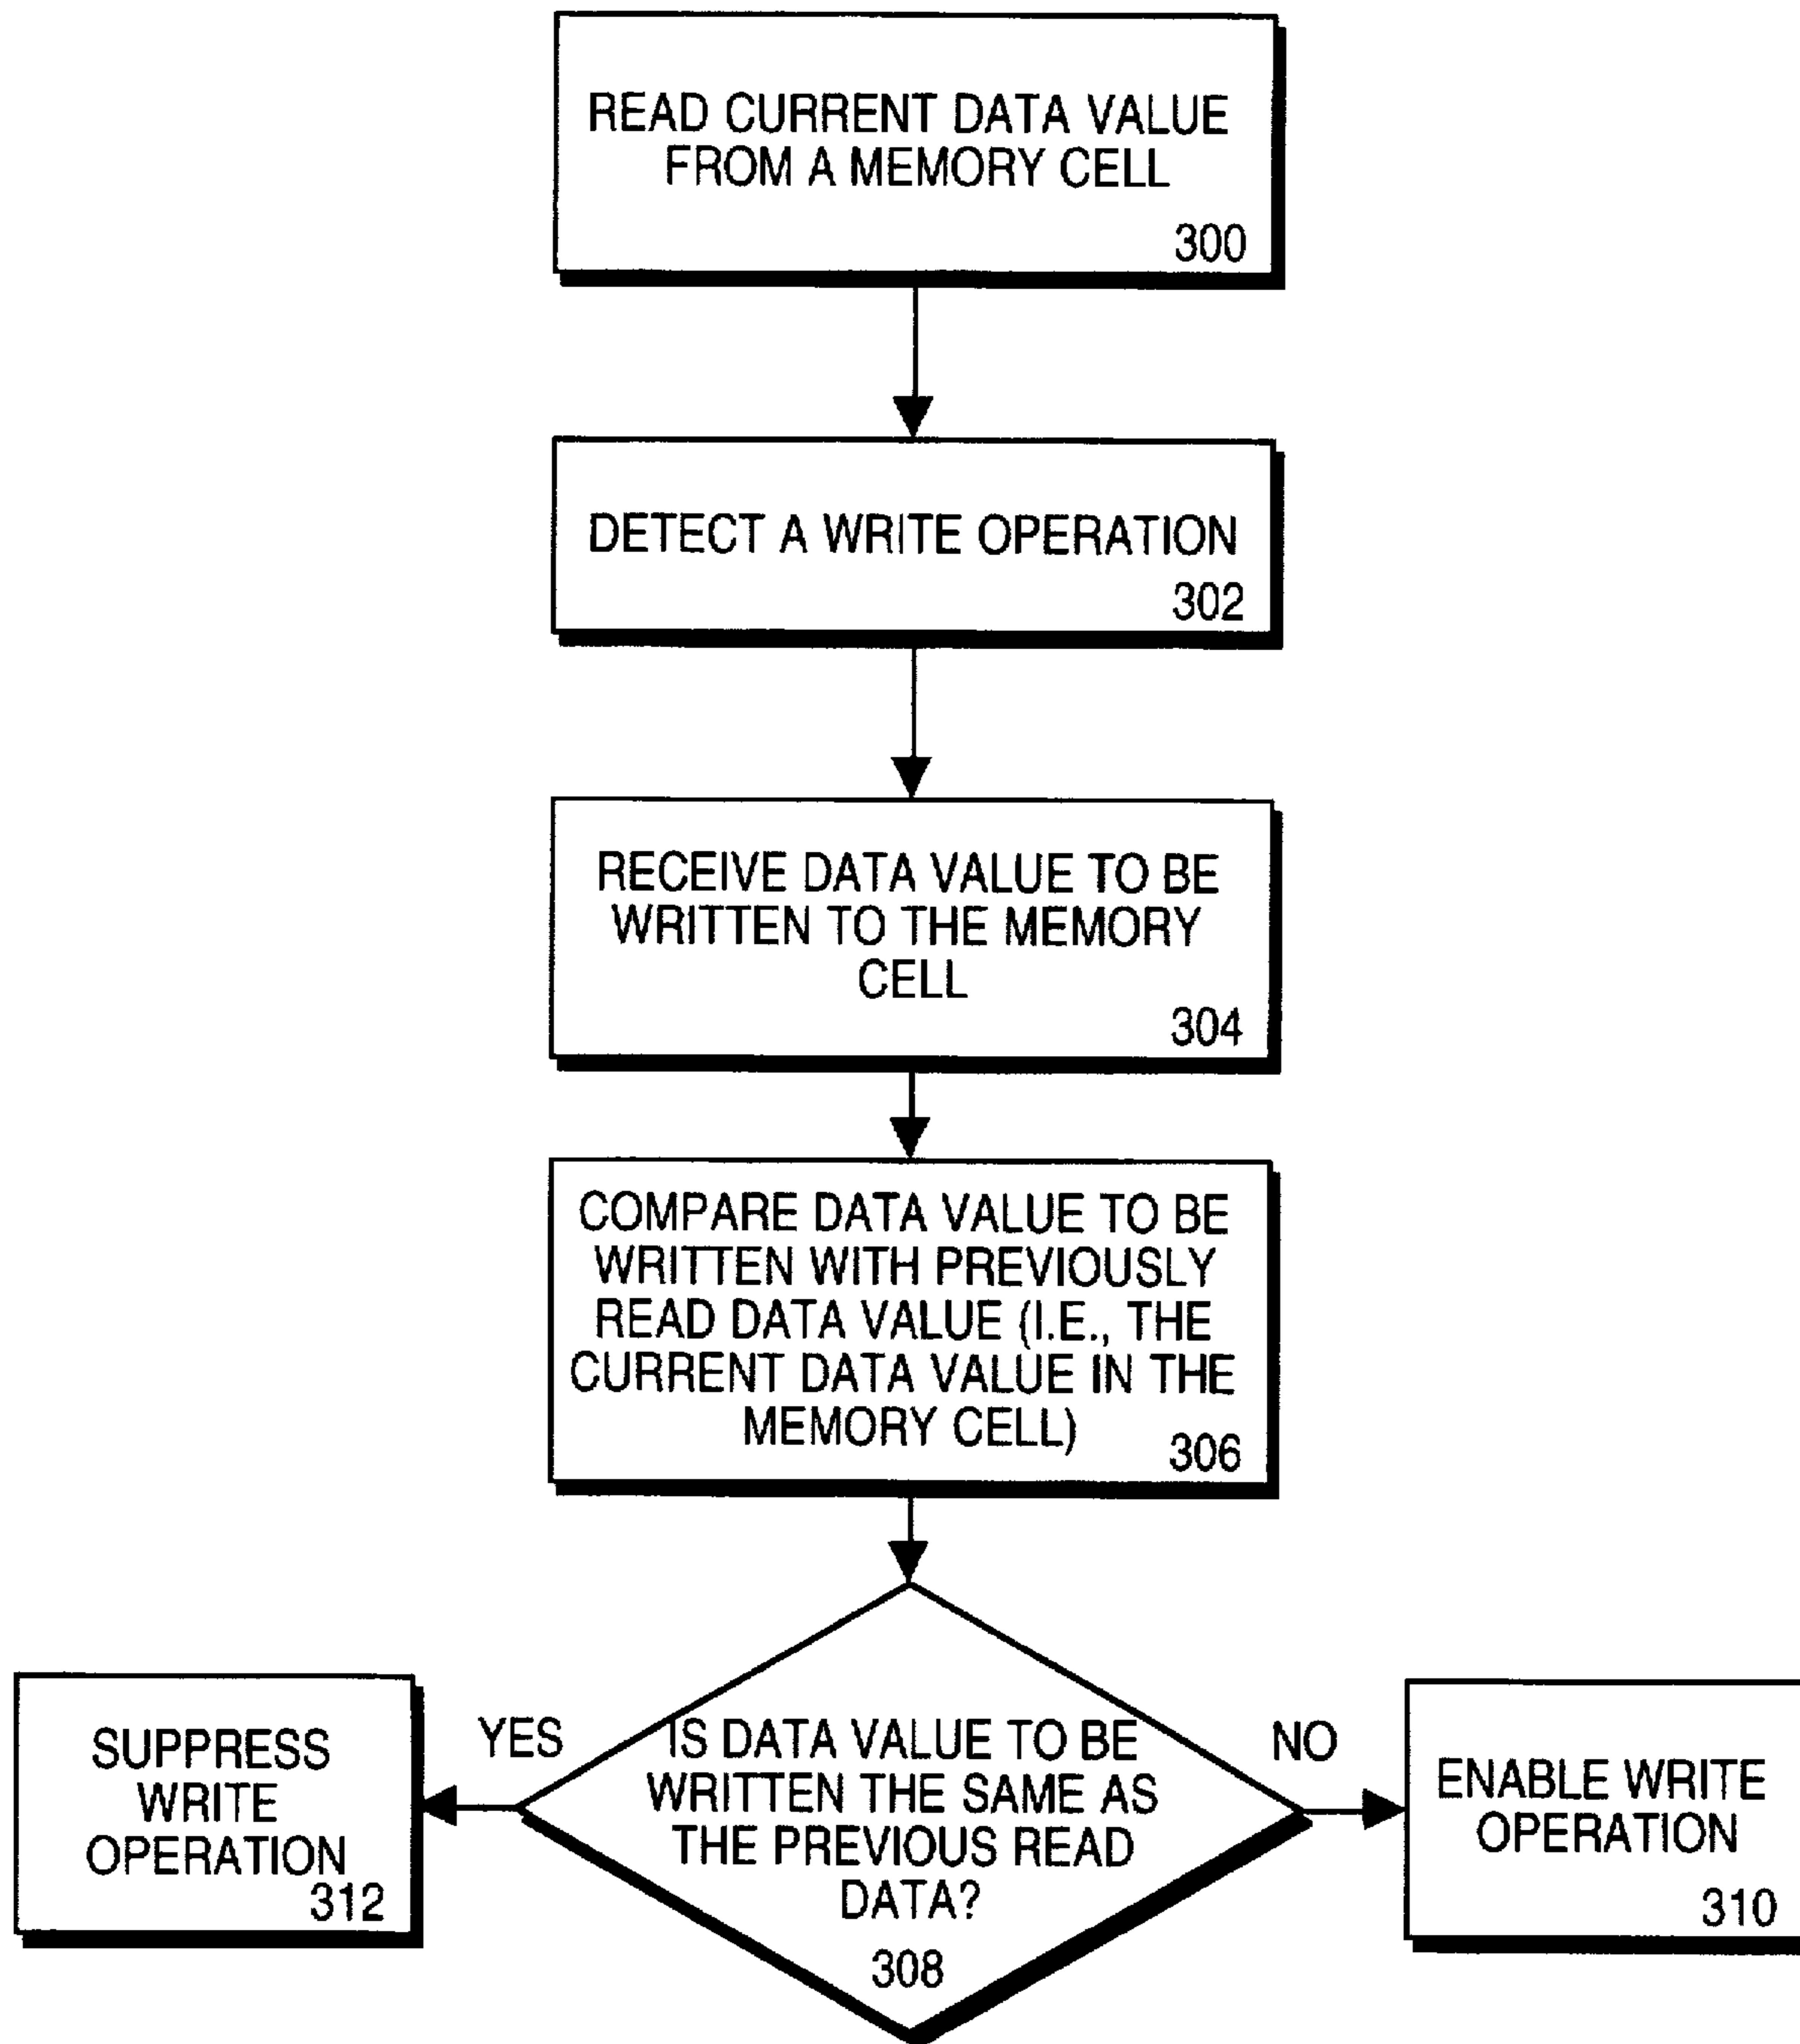 READ CURRENT DATA VALUE
FROM A MEMORY CELL
300
DETECT A WRITE OPERATION
302
RECEIVE DATA VALUE TO BE
WRITTEN TO THE MEMORY
CELL
304
COMPARE DATA VALUE TO BE
WRITTEN WITH PREVIOUSLY
READ DATA VALUE (I.E., THE
CURRENT DATA VALUE IN THE
MEMORY CELL)
306
SUPPRESS
WRITE
OPERATION
312
YES
IS DATA VALUE TO BE
WRITTEN THE SAME AS
THE PREVIOUS READ
DATA?
308
NO
ENABLE WRITE
OPERATION
310